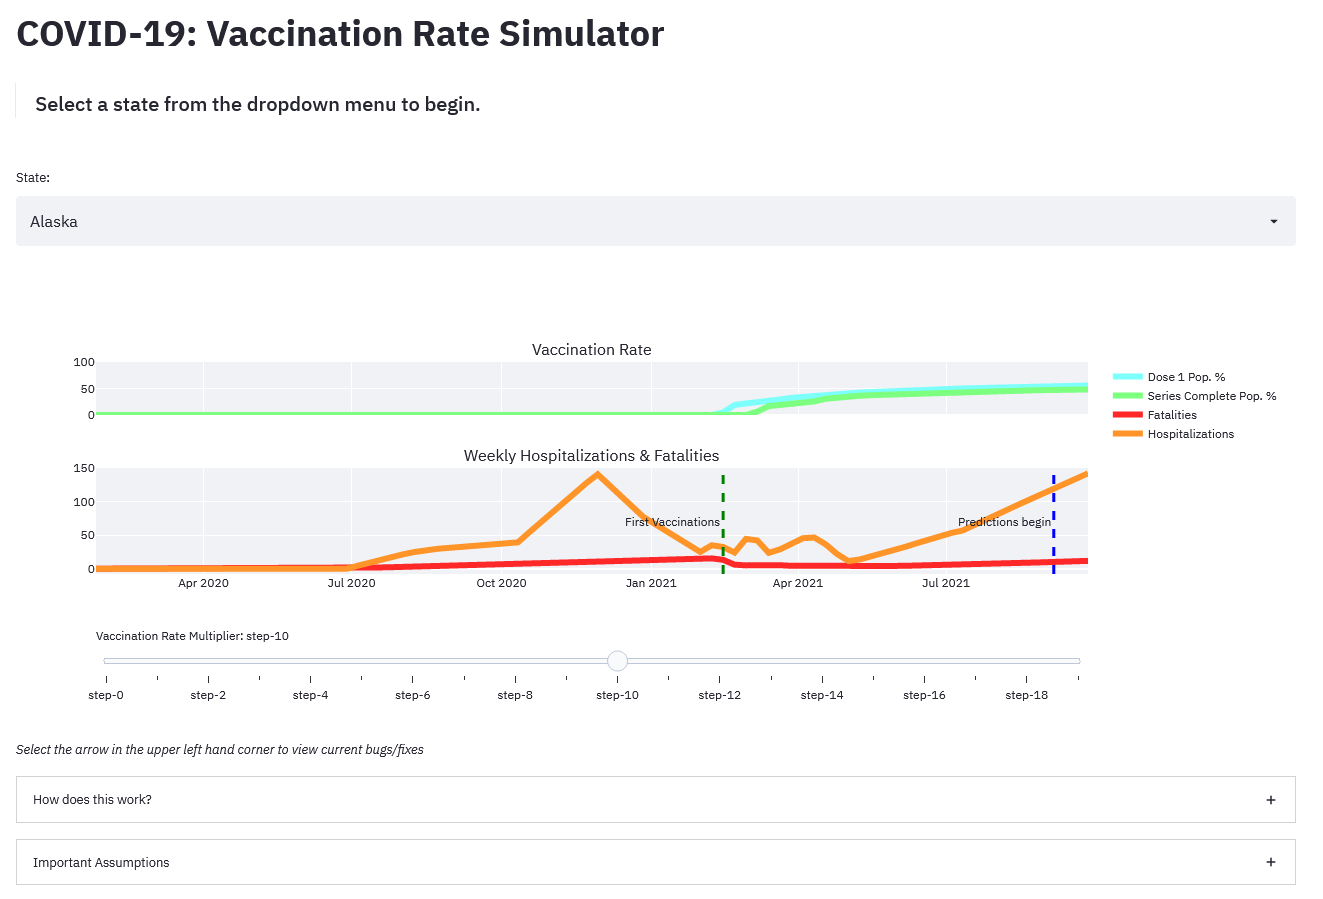 COVID-19: Vaccination Rate Simulator
Select a state from the dropdown menu to begin.
State:
Alaska
Vaccination Rate
100
50
0
Dose 1 Pop. %
Series Complete Pop. %
Fatalities
Hospitalizations
Weekly Hospitalizations & Fatalities
150
100
50
0
First Vaccinations
Predictions begin
Apr 2020 Jul 2020 Oct 2020 Jan 2021 Apr 2021 Jul 2021
Vaccination Rate Multiplier: step-10
step-0 step-2 step-4 step-6 step-8 step-10 step-12 step-14 step-16 step-18
Select the arrow in the upper left hand corner to view current bugs/fixes
How does this work? +
Important Assumptions +